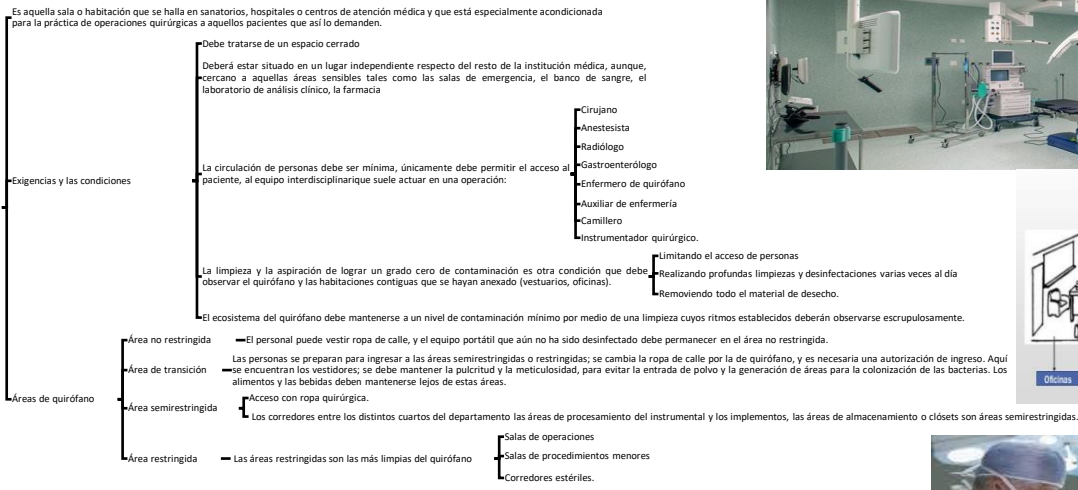 Es aquella sala o habitación que se halla en sanatorios, hospitales o centros de atención médica y que está especialmente acondicionada
para la práctica de operaciones quirúrgicas a aquellos pacientes que así lo demanden.
Exigencias y las condiciones
Debe tratarse de un espacio cerrado
Deberá estar situado en un lugar independiente respecto del resto de la institución médica, aunque,
cercano a aquellas áreas sensibles tales como las salas de emergencia, el banco de sangre, el
laboratorio de análisis clínico, la farmacia
La circulación de personas debe ser mínima, únicamente debe permitir el acceso al
paciente, al equipo interdisciplinarique suele actuar en una operación:
Cirujano
Anestesista
Radiólogo
Gastroenterólogo
Enfermero de quirófano
Auxiliar de enfermería
Camillero
Instrumentador quirúrgico.
La limpieza y la aspiración de lograr un grado cero de contaminación es otra condición que debe
observar el quirófano y las habitaciones contiguas que se hayan anexado (vestuarios, oficinas).
Limitando el acceso de personas
Realizando profundas limpiezas y desinfectaciones varias veces al día
Removiendo todo el material de desecho.
El ecosistema del quirófano debe mantenerse a un nivel de contaminación mínimo por medio de una limpieza cuyos ritmos establecidos deberán observarse escrupulosamente.
Áreas de quirófano
Área no restringida
El personal puede vestir ropa de calle, y el equipo portátil que aún no ha sido desinfectado debe permanecer en el área no restringida.
Área de transición
Las personas se preparan para ingresar a las áreas semirestringidas o restringidas; se cambia la ropa de calle por la de quirófano, y es necesaria una autorización de ingreso. Aquí
se encuentran los vestidores; se debe mantener la pulcritud y la meticulosidad, para evitar la entrada de polvo y la generación de áreas para la colonización de las bacterias. Los
alimentos y las bebidas deben mantenerse lejos de estas áreas.
Área semirestringida
Acceso con ropa quirúrgica.
Los corredores entre los distintos cuartos del departamento las áreas de procesamiento del instrumental y los implementos, las áreas de almacenamiento o clósets son áreas semirestringidas.
Área restringida
Las áreas restringidas son las más limpias del quirófano
Salas de operaciones
Salas de procedimientos menores
Corredores estériles.
Oficinas